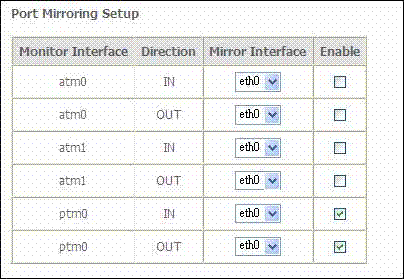 Port Mirroring Setup
Monitor Interface Direction Mirror Interface Enable
atm0 IN eth0
atm0 OUT eth0
atm1 IN eth0
atm1 OUT eth0
ptm0 IN eth0
ptm0 OUT eth0